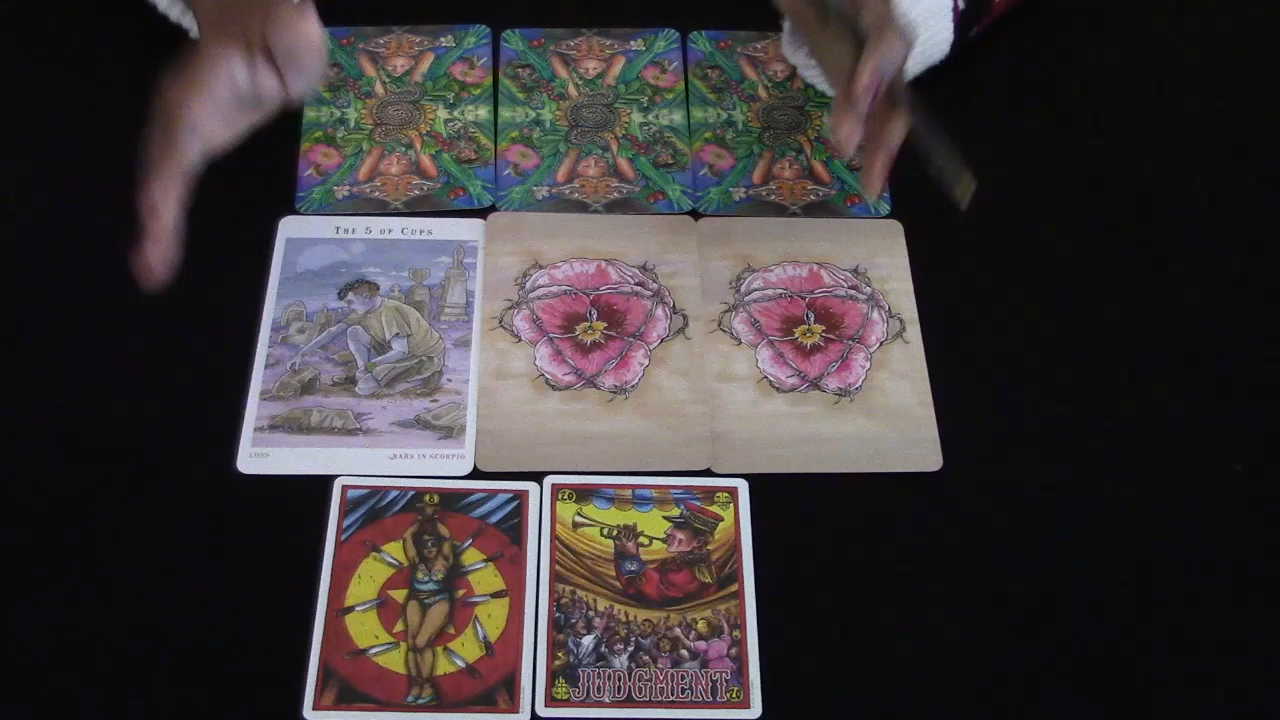 THE 5 OF CUPS
LOSS
MARS IN SCORPIO
8
20
JUDGMENT
20